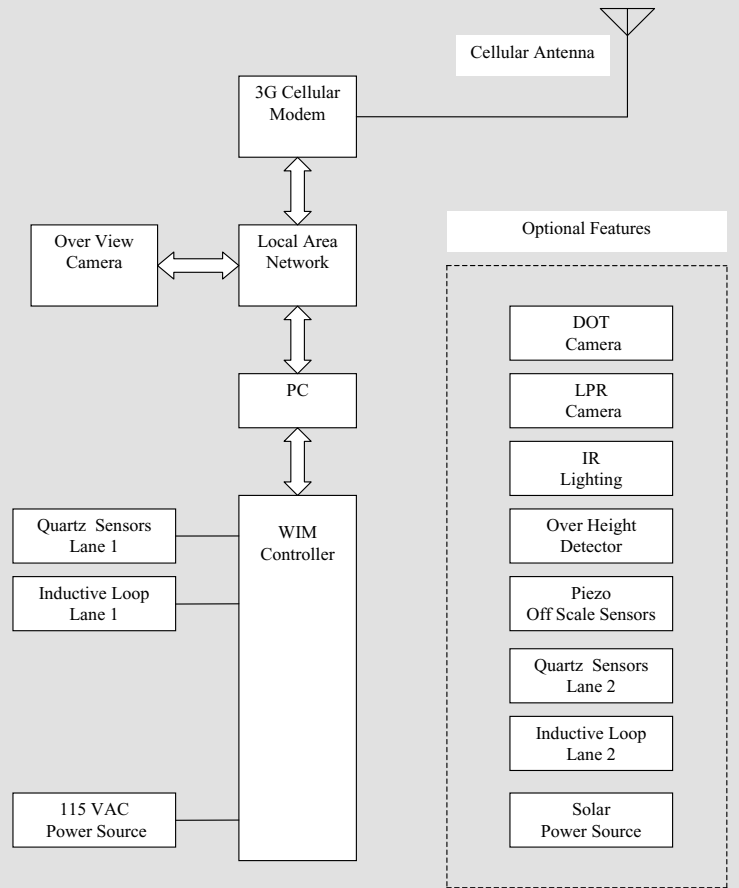 Cellular Antenna
3G Cellular
Modem
Over View
Camera
Local Area
Network
PC
Quartz Sensors
Lane 1
Inductive Loop
Lane 1
WIM
Controller
115 VAC
Power Source
Optional Features
DOT
Camera
LPR
Camera
IR
Lighting
Over Height
Detector
Piezo
Off Scale Sensors
Quartz Sensors
Lane 2
Inductive Loop
Lane 2
Solar
Power Source